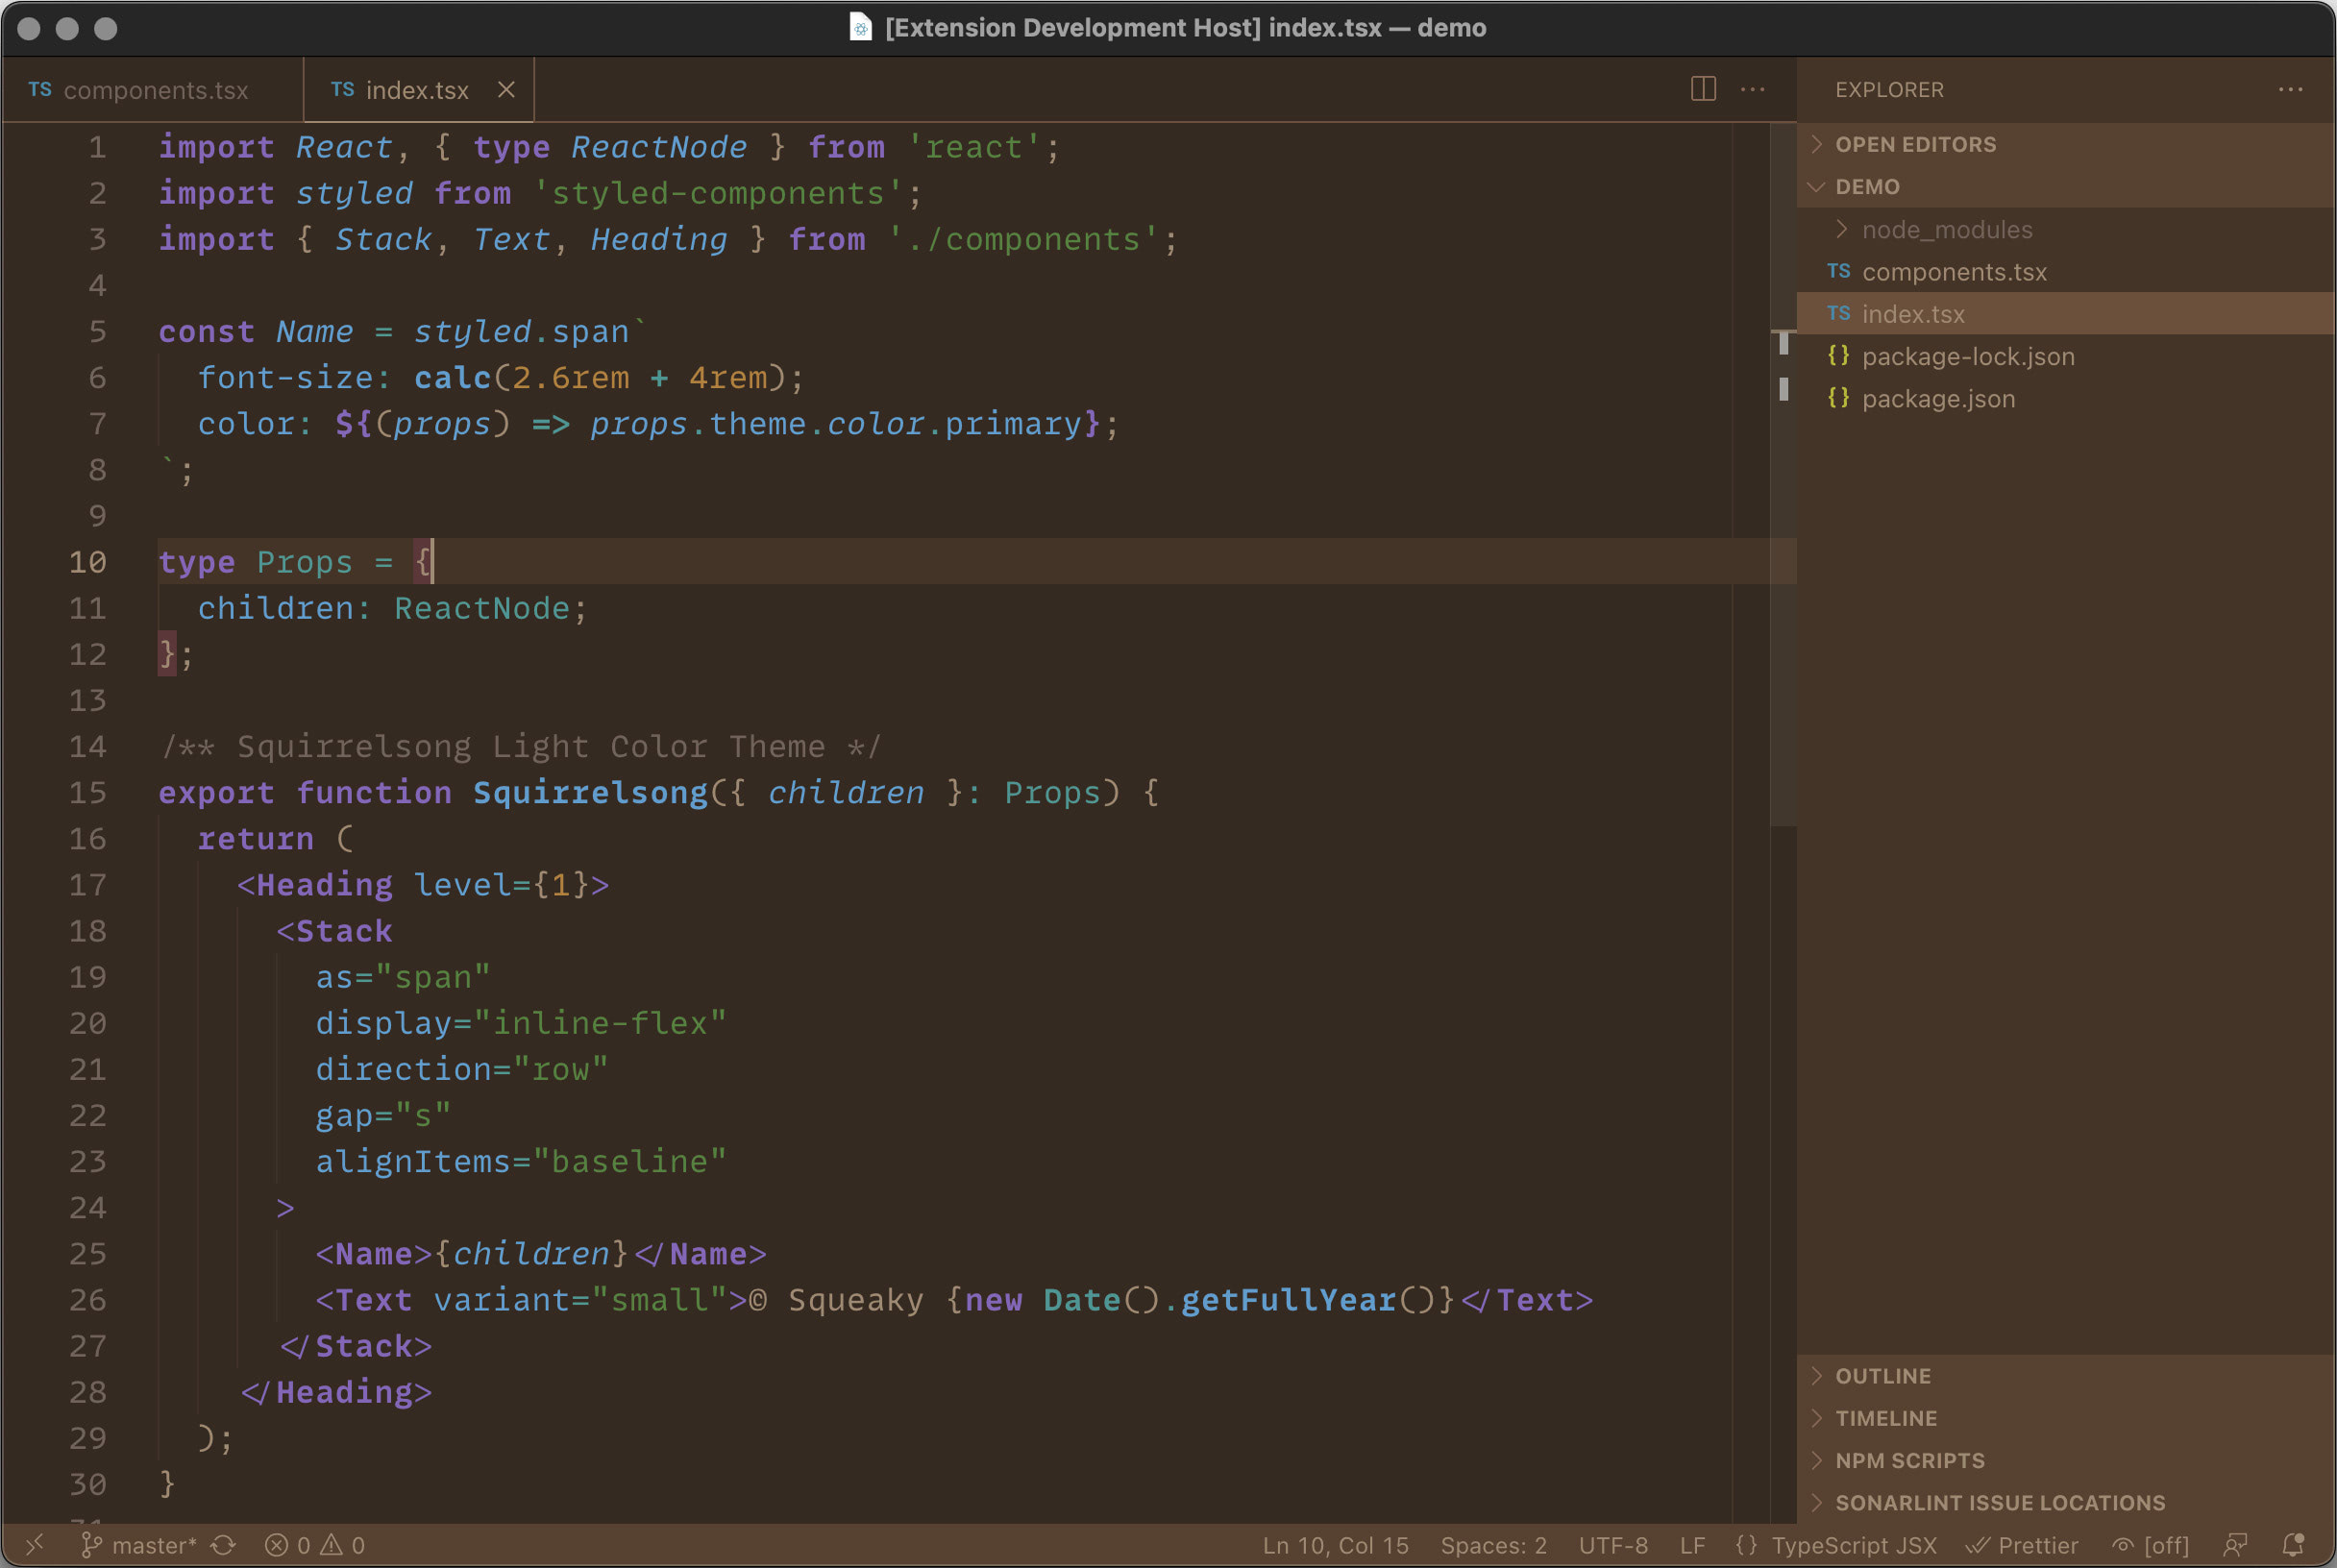 [Extension Development Host] index.tsx — demo
TS components.tsx
TS index.tsx
1 import React, { type ReactNode } from 'react';
2 import styled from 'styled-components';
3 import { Stack, Text, Heading } from './components';
4
5 const Name = styled.span`
6 font-size: calc(2.6rem + 4rem);
7 color: ${(props) => props.theme.color.primary};
8 `;
9
10 type Props = {
11 children: ReactNode;
12 };
13
14 /** Squirrelsong Light Color Theme */
15 export function Squirrelsong({ children }: Props) {
16 return (
17 <Heading level={1}>
18 <Stack
19 as="span"
20 display="inline-flex"
21 direction="row"
22 gap="s"
23 alignItems="baseline"
24 >
25 <Name>{children}</Name>
26 <Text variant="small">© Squeaky {new Date().getFullYear()}</Text>
27 </Stack>
28 </Heading>
29 );
30 }
EXPLORER
OPEN EDITORS
DEMO
node_modules
TS components.tsx
TS index.tsx
{} package-lock.json
{} package.json
OUTLINE
TIMELINE
NPM SCRIPTS
SONARLINT ISSUE LOCATIONS
master* 0 0 Ln 10, Col 15 Spaces: 2 UTF-8 LF {} TypeScript JSX Prettier [off]